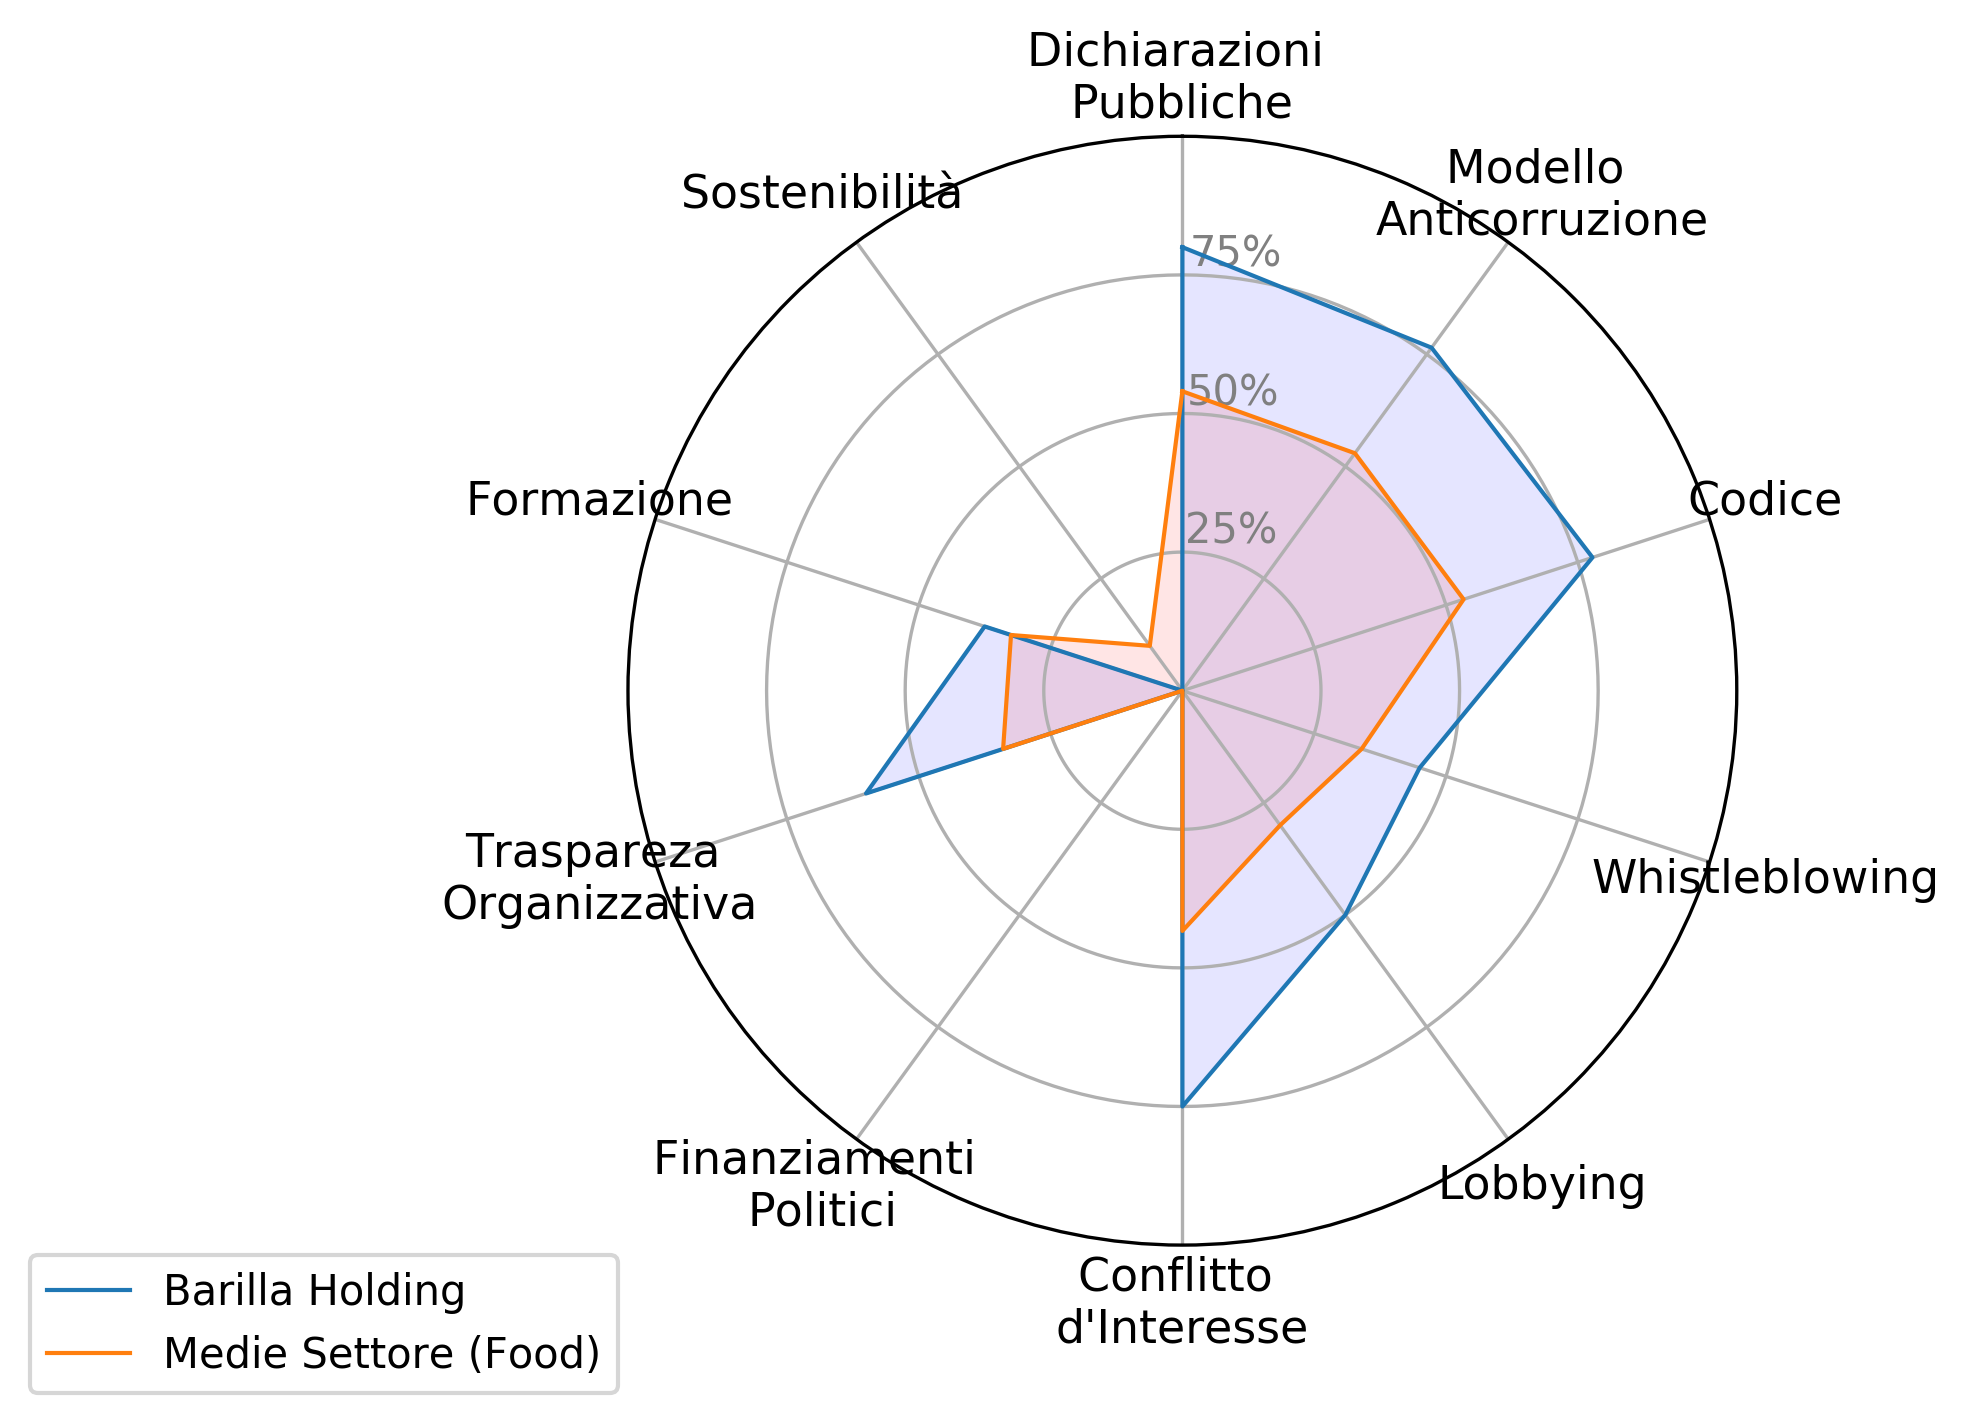 Dichiarazioni
Pubbliche
Modello
Anticorruzione
Sostenibilità
75%
50%
25%
Formazione
Codice
Traspareza
Organizzativa
Whistleblowing
Finanziamenti
Politici
Lobbying
Conflitto
d'Interesse
Barilla Holding
Medie Settore (Food)